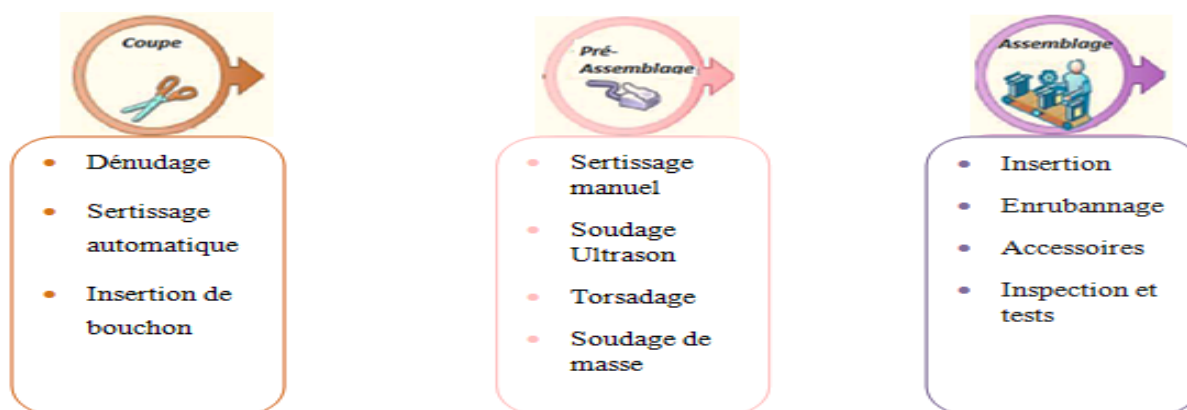 Coupe
Dénudage
Sertissage
automatique
Insertion de
bouchon
Pré-
Assemblage
Sertissage
manuel
Soudage
Ultrason
Torsadage
Soudage de
masse
Assemblage
Insertion
Enrubannage
Accessoires
Inspection et
tests